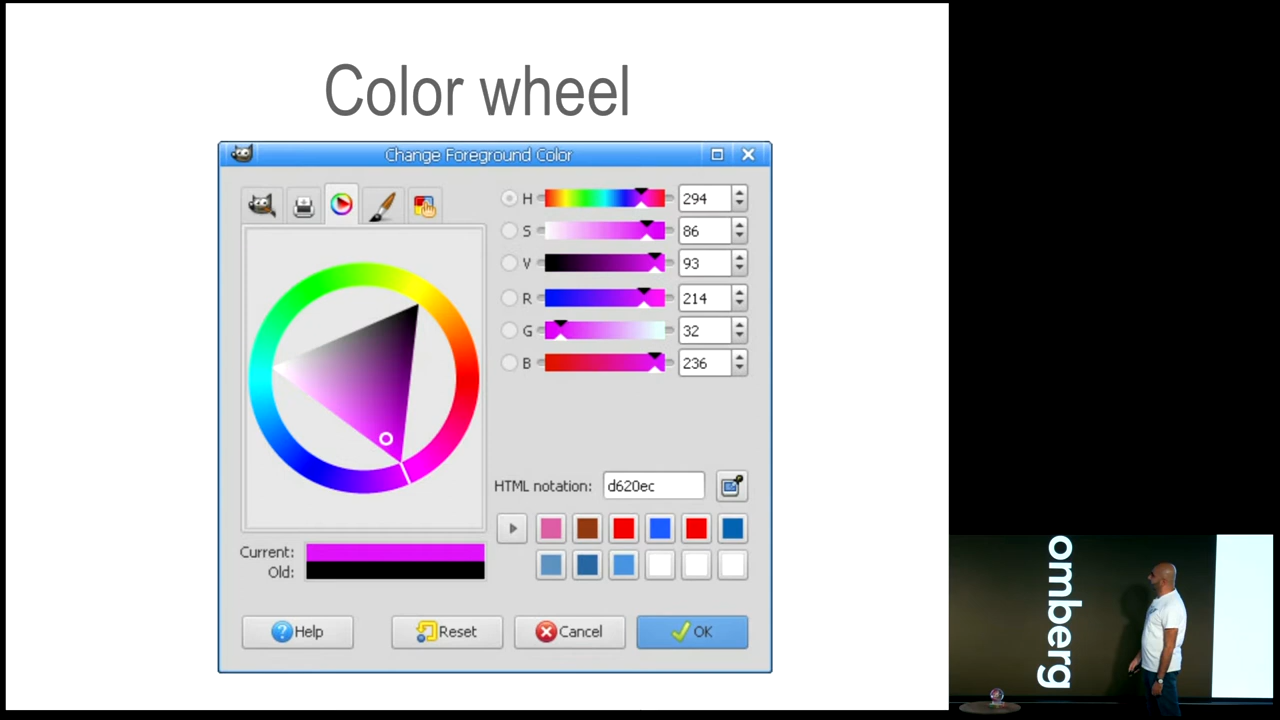 Color wheel
Change Foreground Color
H 294
S 86
V 93
R 214
G 32
B 236
HTML notation: d620ec
Current:
Old:
Help
Reset
Cancel
OK
omberg